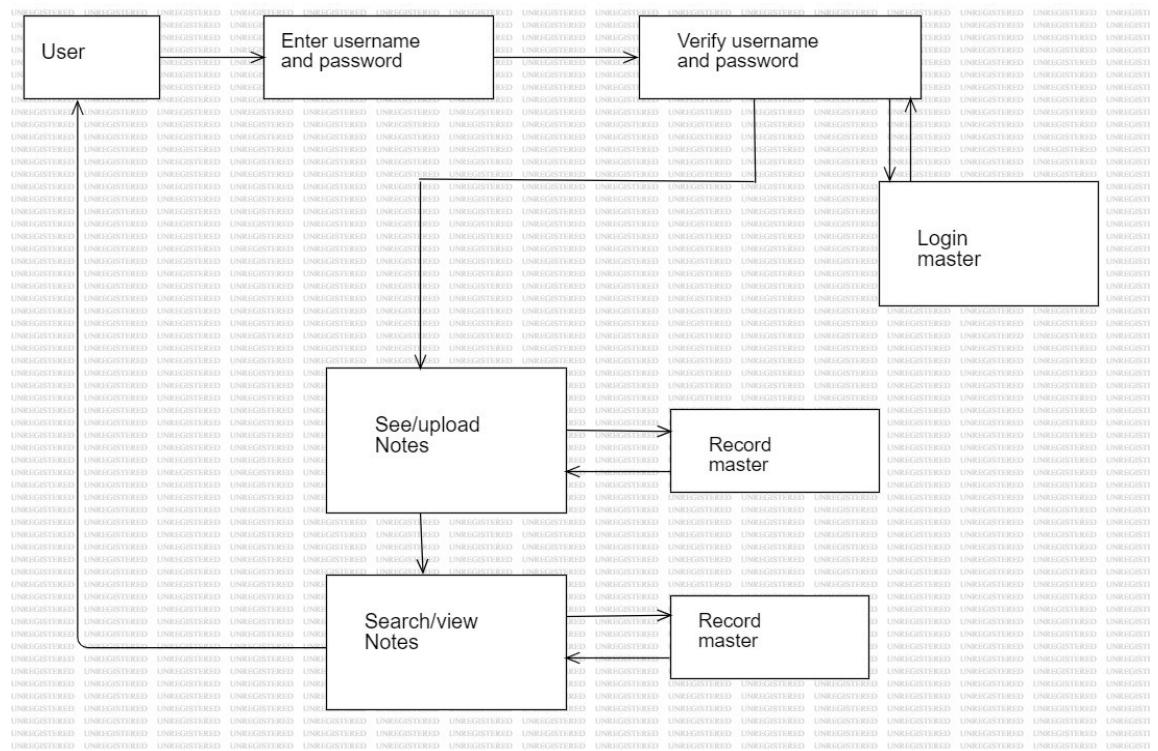 User
Enter username
and password
Verify username
and password
Login
master
See/upload
Notes
Record
master
Search/view
Notes
Record
master
UNREGISTERED